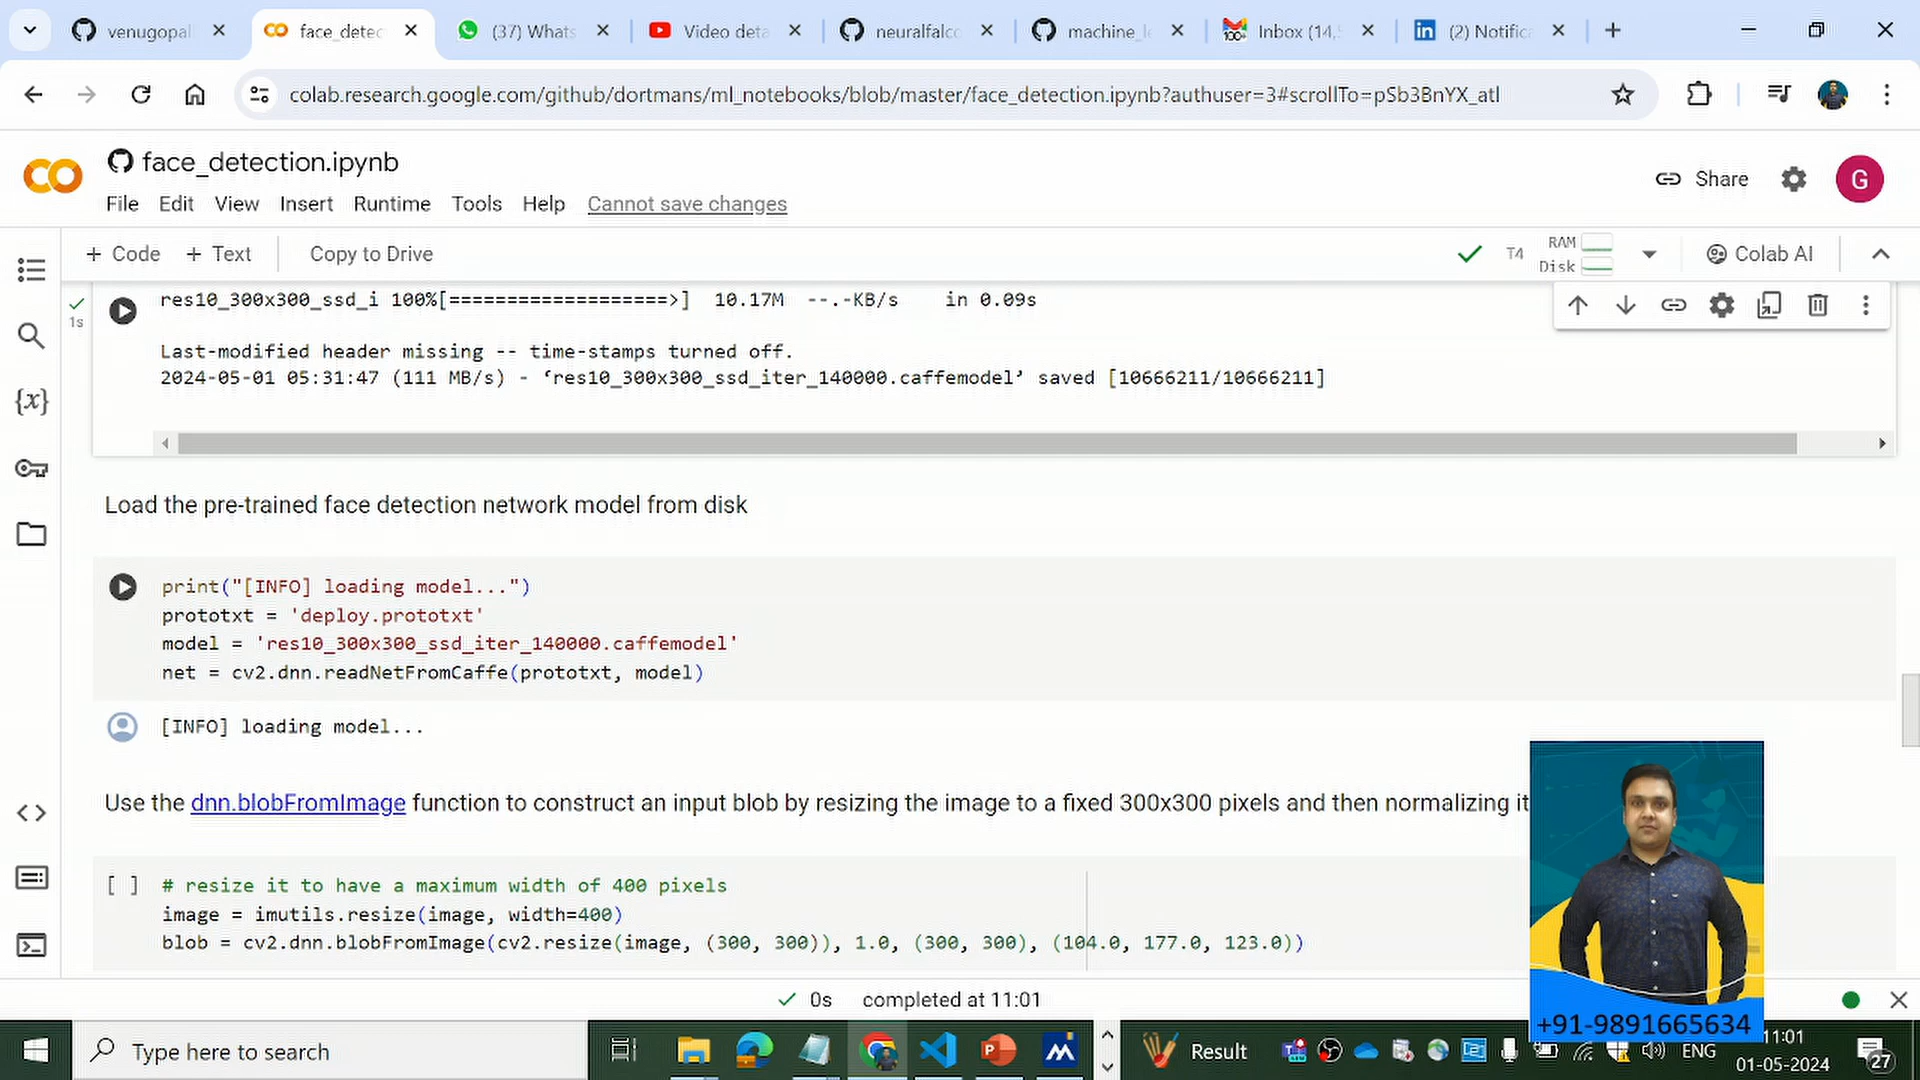 venugopal
face_detec
(37) Whats
Video deta
neuralfalco
machine_l
Inbox (14,
(2) Notific
colab.research.google.com/github/dortmans/ml_notebooks/blob/master/face_detection.ipynb?authuser=3#scrollTo=pSb3BnYX_atl
face_detection.ipynb
File Edit View Insert Runtime Tools Help Cannot save changes
Share
G
+ Code + Text Copy to Drive
T4 RAM Disk
Colab AI
1s
res10_300x300_ssd_i 100%[===================>] 10.17M --.-KB/s in 0.09s
Last-modified header missing -- time-stamps turned off.
2024-05-01 05:31:47 (111 MB/s) - ‘res10_300x300_ssd_iter_140000.caffemodel’ saved [10666211/10666211]
Load the pre-trained face detection network model from disk
print("[INFO] loading model...")
prototxt = 'deploy.prototxt'
model = 'res10_300x300_ssd_iter_140000.caffemodel'
net = cv2.dnn.readNetFromCaffe(prototxt, model)
[INFO] loading model...
Use the dnn.blobFromImage function to construct an input blob by resizing the image to a fixed 300x300 pixels and then normalizing it
[ ] # resize it to have a maximum width of 400 pixels
image = imutils.resize(image, width=400)
blob = cv2.dnn.blobFromImage(cv2.resize(image, (300, 300)), 1.0, (300, 300), (104.0, 177.0, 123.0))
0s completed at 11:01
+91-9891665634
Type here to search
Result
ENG
11:01
01-05-2024
27